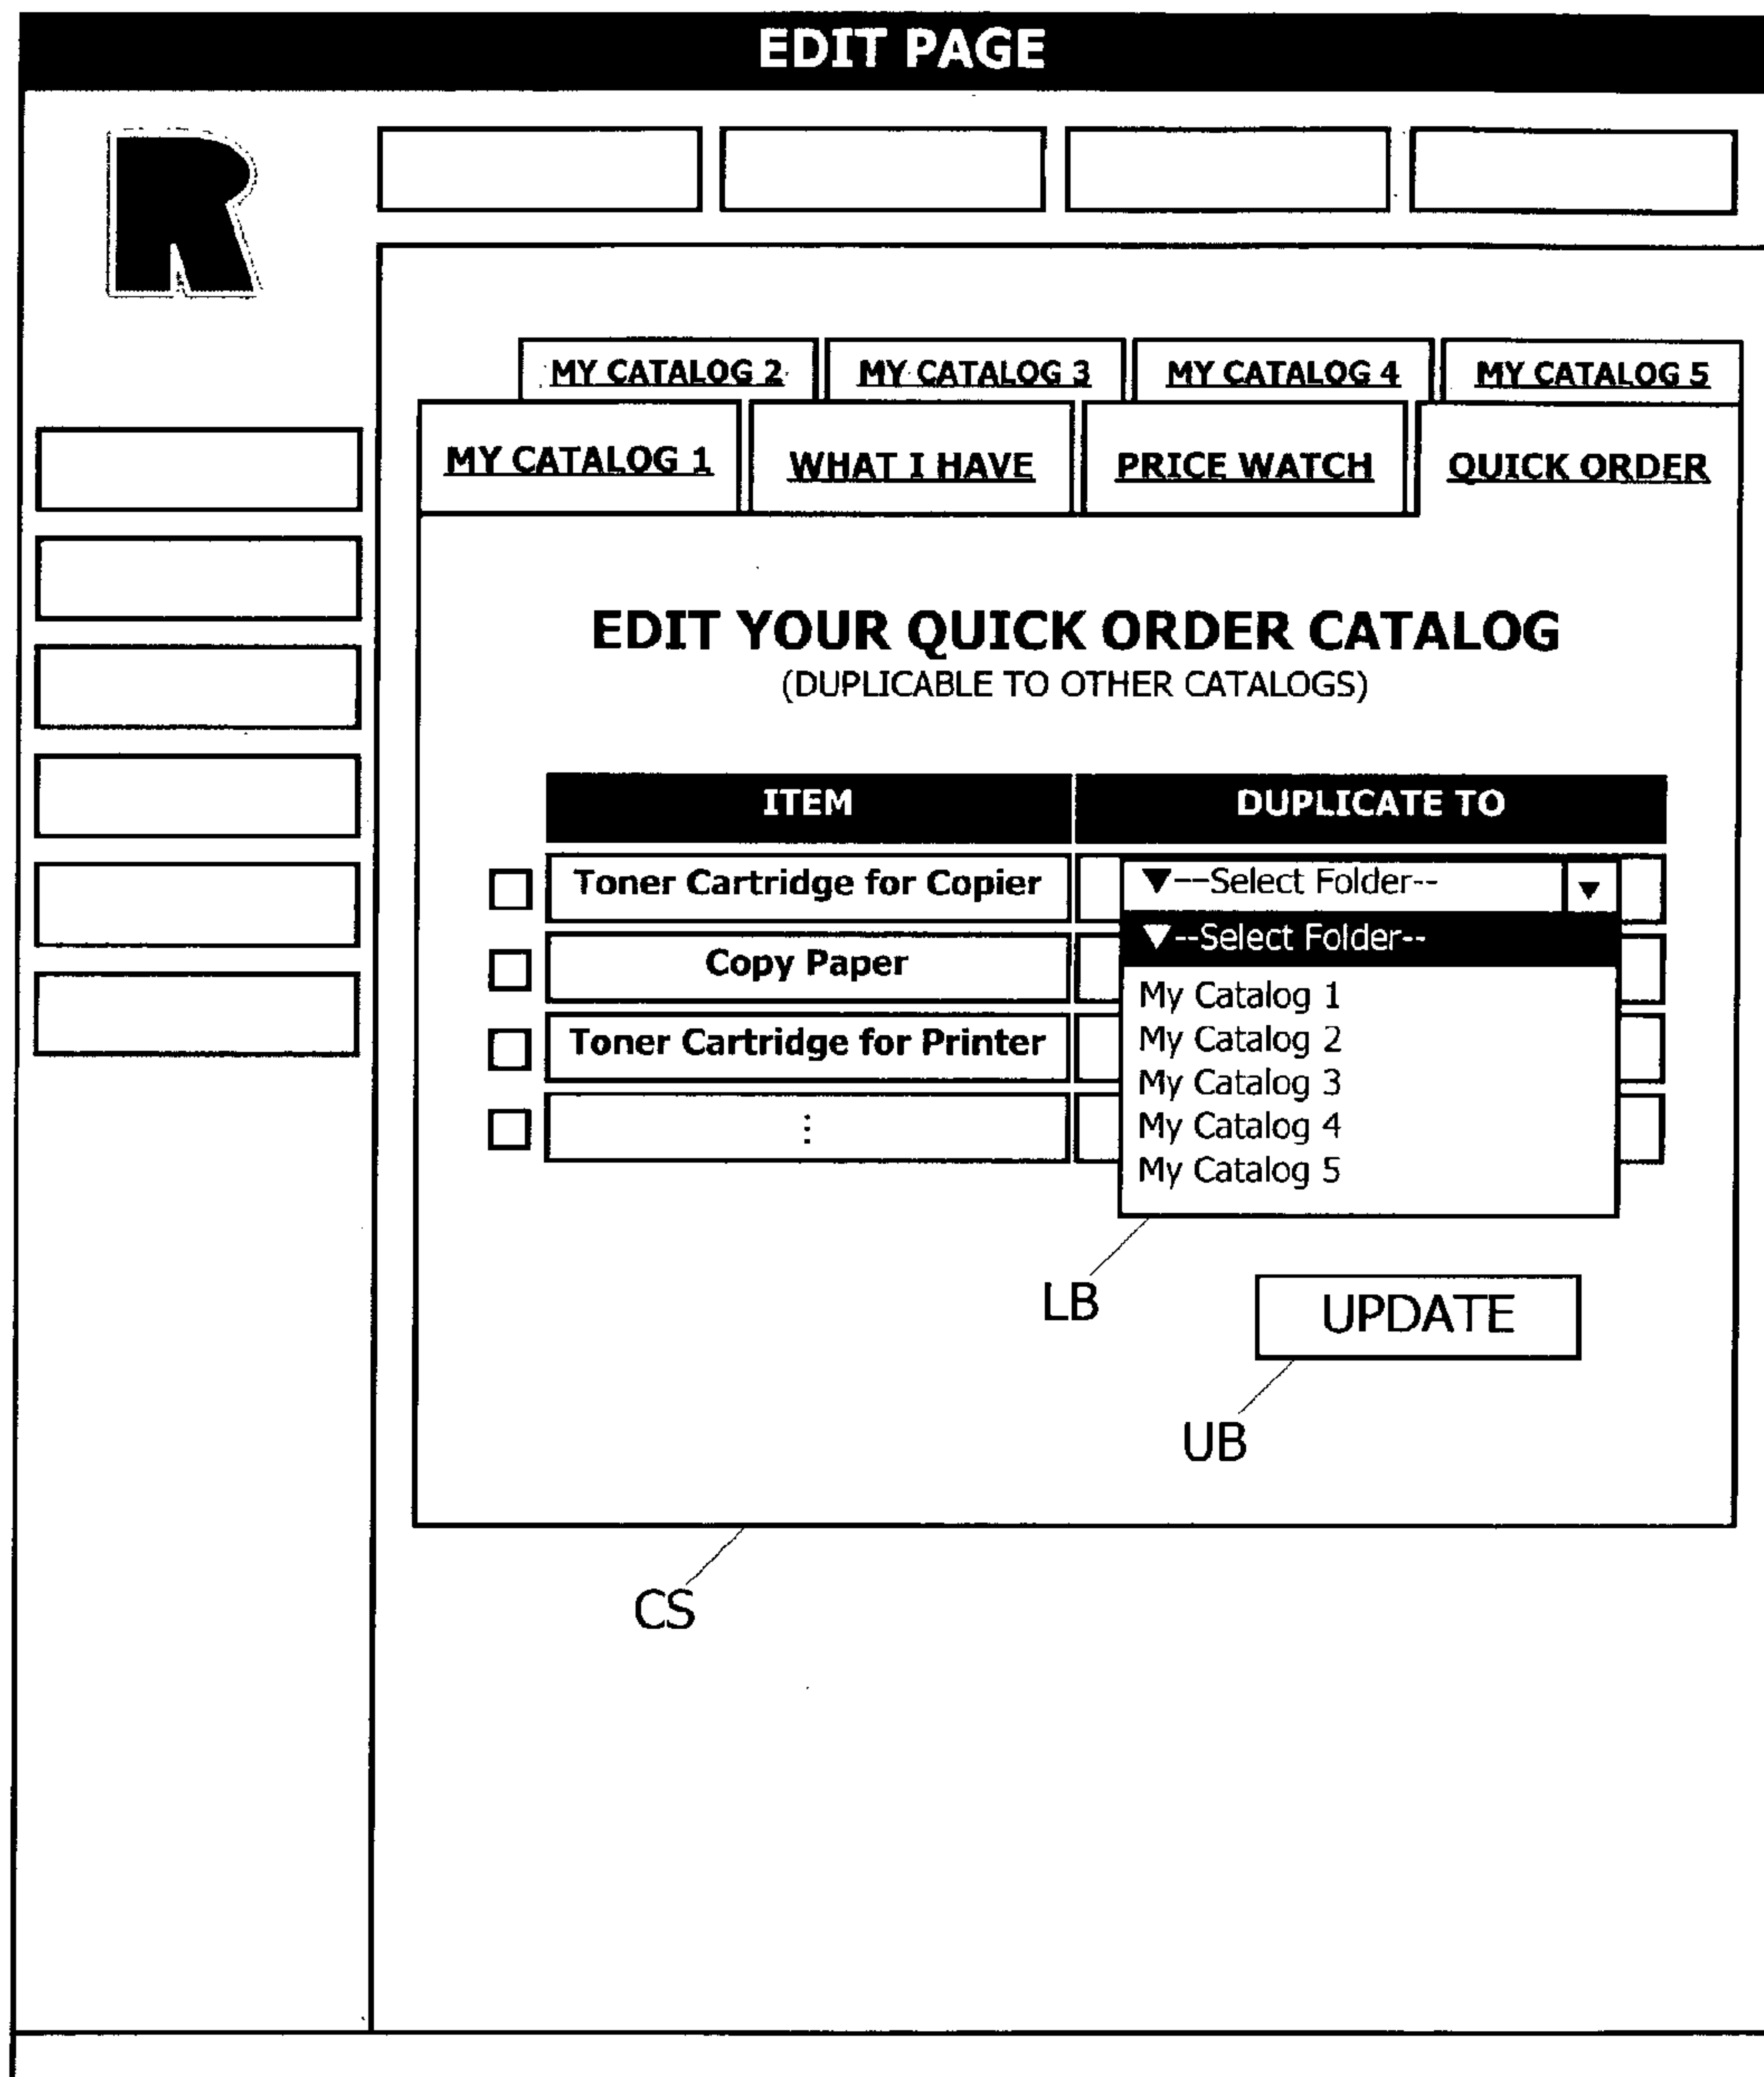 EDIT PAGE
R
MY CATALOG 2 MY CATALOG 3 MY CATALOG 4 MY CATALOG 5
MY CATALOG 1 WHAT I HAVE PRICE WATCH QUICK ORDER
EDIT YOUR QUICK ORDER CATALOG
(DUPLICABLE TO OTHER CATALOGS)
ITEM DUPLICATE TO
Toner Cartridge for Copier ▼--Select Folder-- ▼
▼--Select Folder--
Copy Paper
My Catalog 1
My Catalog 2
Toner Cartridge for Printer
My Catalog 3
My Catalog 4
⋮
My Catalog 5
LB
UPDATE
UB
CS